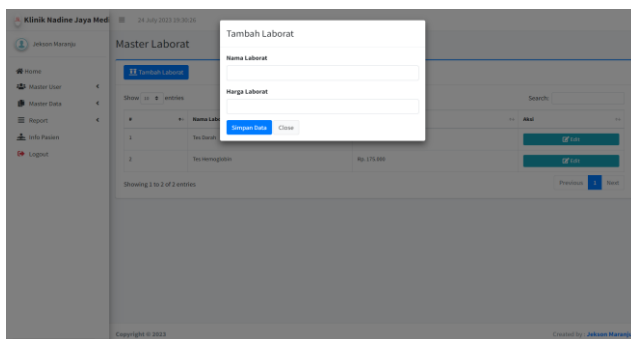 Klinik Nadine Jaya Med
24 July 2023 20:30:26
Jekson Maranju
Home
Master User
Master Data
Report
Info Pasien
Logout
Master Laborat
Tambah Laborat
Show 10 entries
Search:
#
Nama Lab
Aksi
1
Tes Darah
Edit
2
Tes Hemoglobin
Rp. 175.000
Edit
Showing 1 to 2 of 2 entries
Previous 1 Next
Tambah Laborat
Nama Laborat
Harga Laborat
Simpan Data
Close
Copyright © 2023
Created by : Jekson Maranju